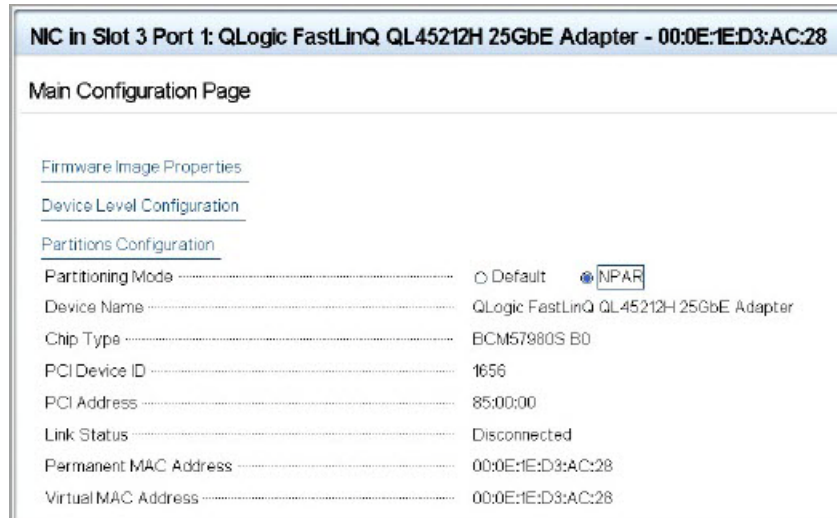 NIC in Slot 3 Port 1: QLogic FastLinQ QL45212H 25GbE Adapter - 00:0E:1E:D3:AC:28
Main Configuration Page
Firmware Image Properties
Device Level Configuration
Partitions Configuration
Partitioning Mode Default NPAR
Device Name QLogic FastLinQ QL45212H 25GbE Adapter
Chip Type BCM57980S B0
PCI Device ID 1656
PCI Address 85:00:00
Link Status Disconnected
Permanent MAC Address 00:0E:1E:D3:AC:28
Virtual MAC Address 00:0E:1E:D3:AC:28